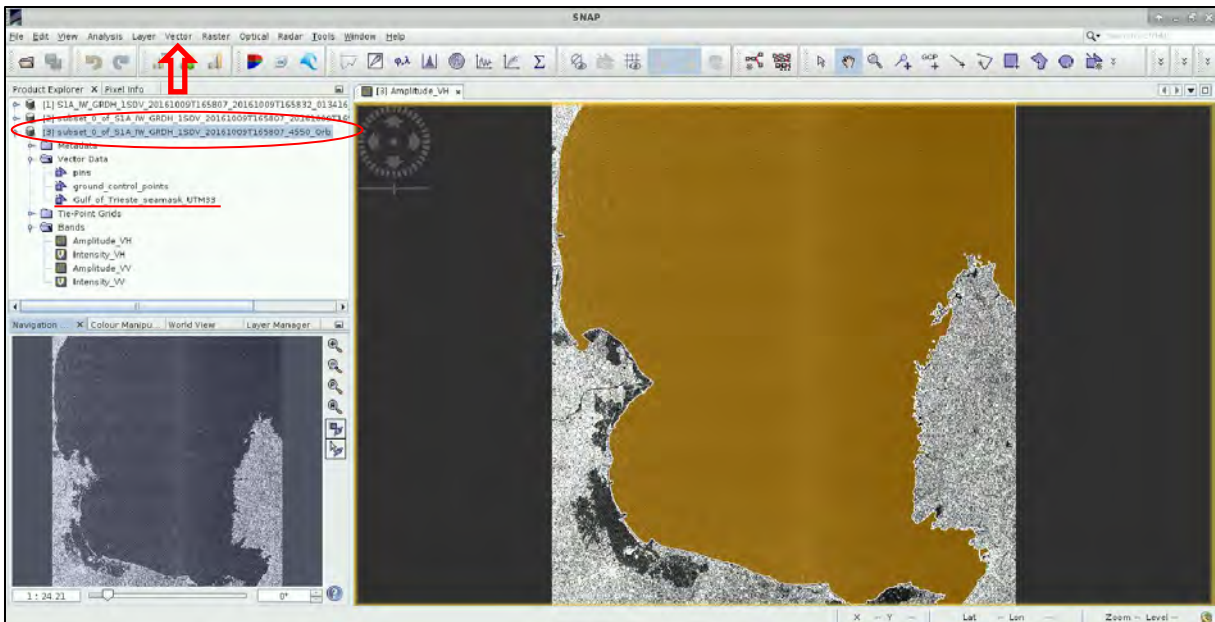 SNAP
File Edit View Analysis Layer Vector Raster Optical Radar Tools Window Help
Product Explorer Pixel Info
[3] Amplitude_VH
[1] S1A_IW_GRDH_1SDV_20161009T165807_20161009T165832_013416
[2] subset_0_of_S1A_IW_GRDH_1SDV_20161009T165807_20161009T165
[3] subset_0_of_S1A_IW_GRDH_1SDV_20161009T165807_4550_Orb
Metadata
Vector Data
pins
ground_control_points
Gulf_of_Trieste_seamask_UTM33
Tie-Point Grids
Bands
Amplitude_VH
Intensity_VH
Amplitude_VV
Intensity_VV
Navigation ... Colour Manipu... World View Layer Manager
1 : 24.21
0°
X -- Y -- Lat -- Lon -- Zoom -- Level --